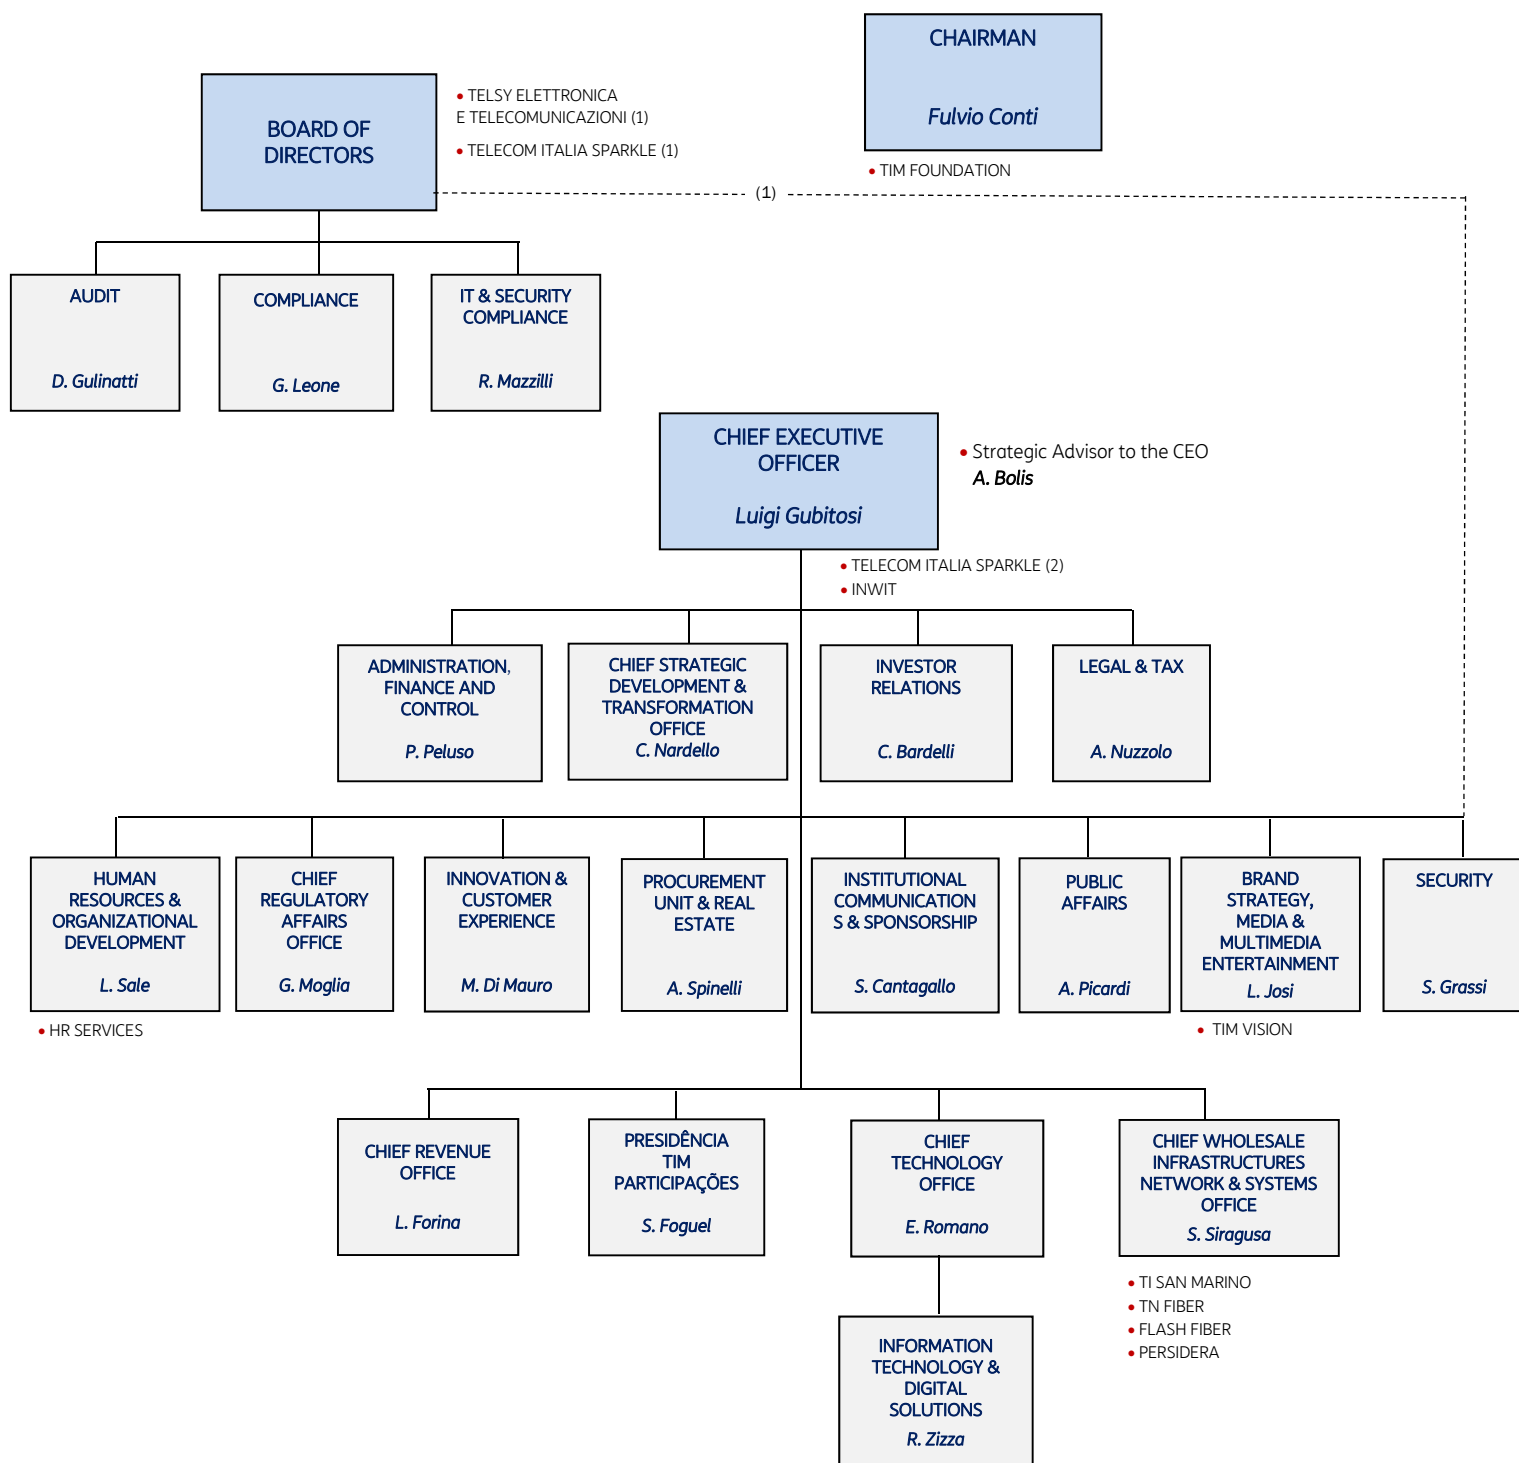 CHAIRMAN
Fulvio Conti
• TIM FOUNDATION
BOARD OF
DIRECTORS
• TELSY ELETTRONICA
E TELECOMUNICAZIONI (1)
• TELECOM ITALIA SPARKLE (1)
(1)
AUDIT
D. Gulinatti
COMPLIANCE
G. Leone
IT & SECURITY
COMPLIANCE
R. Mazzilli
CHIEF EXECUTIVE
OFFICER
Luigi Gubitosi
• Strategic Advisor to the CEO
A. Bolis
• TELECOM ITALIA SPARKLE (2)
• INWIT
ADMINISTRATION,
FINANCE AND
CONTROL
P. Peluso
CHIEF STRATEGIC
DEVELOPMENT &
TRANSFORMATION
OFFICE
C. Nardello
INVESTOR
RELATIONS
C. Bardelli
LEGAL & TAX
A. Nuzzolo
HUMAN
RESOURCES &
ORGANIZATIONAL
DEVELOPMENT
L. Sale
• HR SERVICES
CHIEF
REGULATORY
AFFAIRS
OFFICE
G. Moglia
INNOVATION &
CUSTOMER
EXPERIENCE
M. Di Mauro
PROCUREMENT
UNIT & REAL
ESTATE
A. Spinelli
INSTITUTIONAL
COMMUNICATION
S & SPONSORSHIP
S. Cantagallo
PUBLIC
AFFAIRS
A. Picardi
BRAND
STRATEGY,
MEDIA &
MULTIMEDIA
ENTERTAINMENT
L. Josi
• TIM VISION
SECURITY
S. Grassi
CHIEF REVENUE
OFFICE
L. Forina
PRESIDÊNCIA
TIM
PARTICIPAÇÕES
S. Foguel
CHIEF
TECHNOLOGY
OFFICE
E. Romano
CHIEF WHOLESALE
INFRASTRUCTURES
NETWORK & SYSTEMS
OFFICE
S. Siragusa
• TI SAN MARINO
• TN FIBER
• FLASH FIBER
• PERSIDERA
INFORMATION
TECHNOLOGY &
DIGITAL
SOLUTIONS
R. Zizza